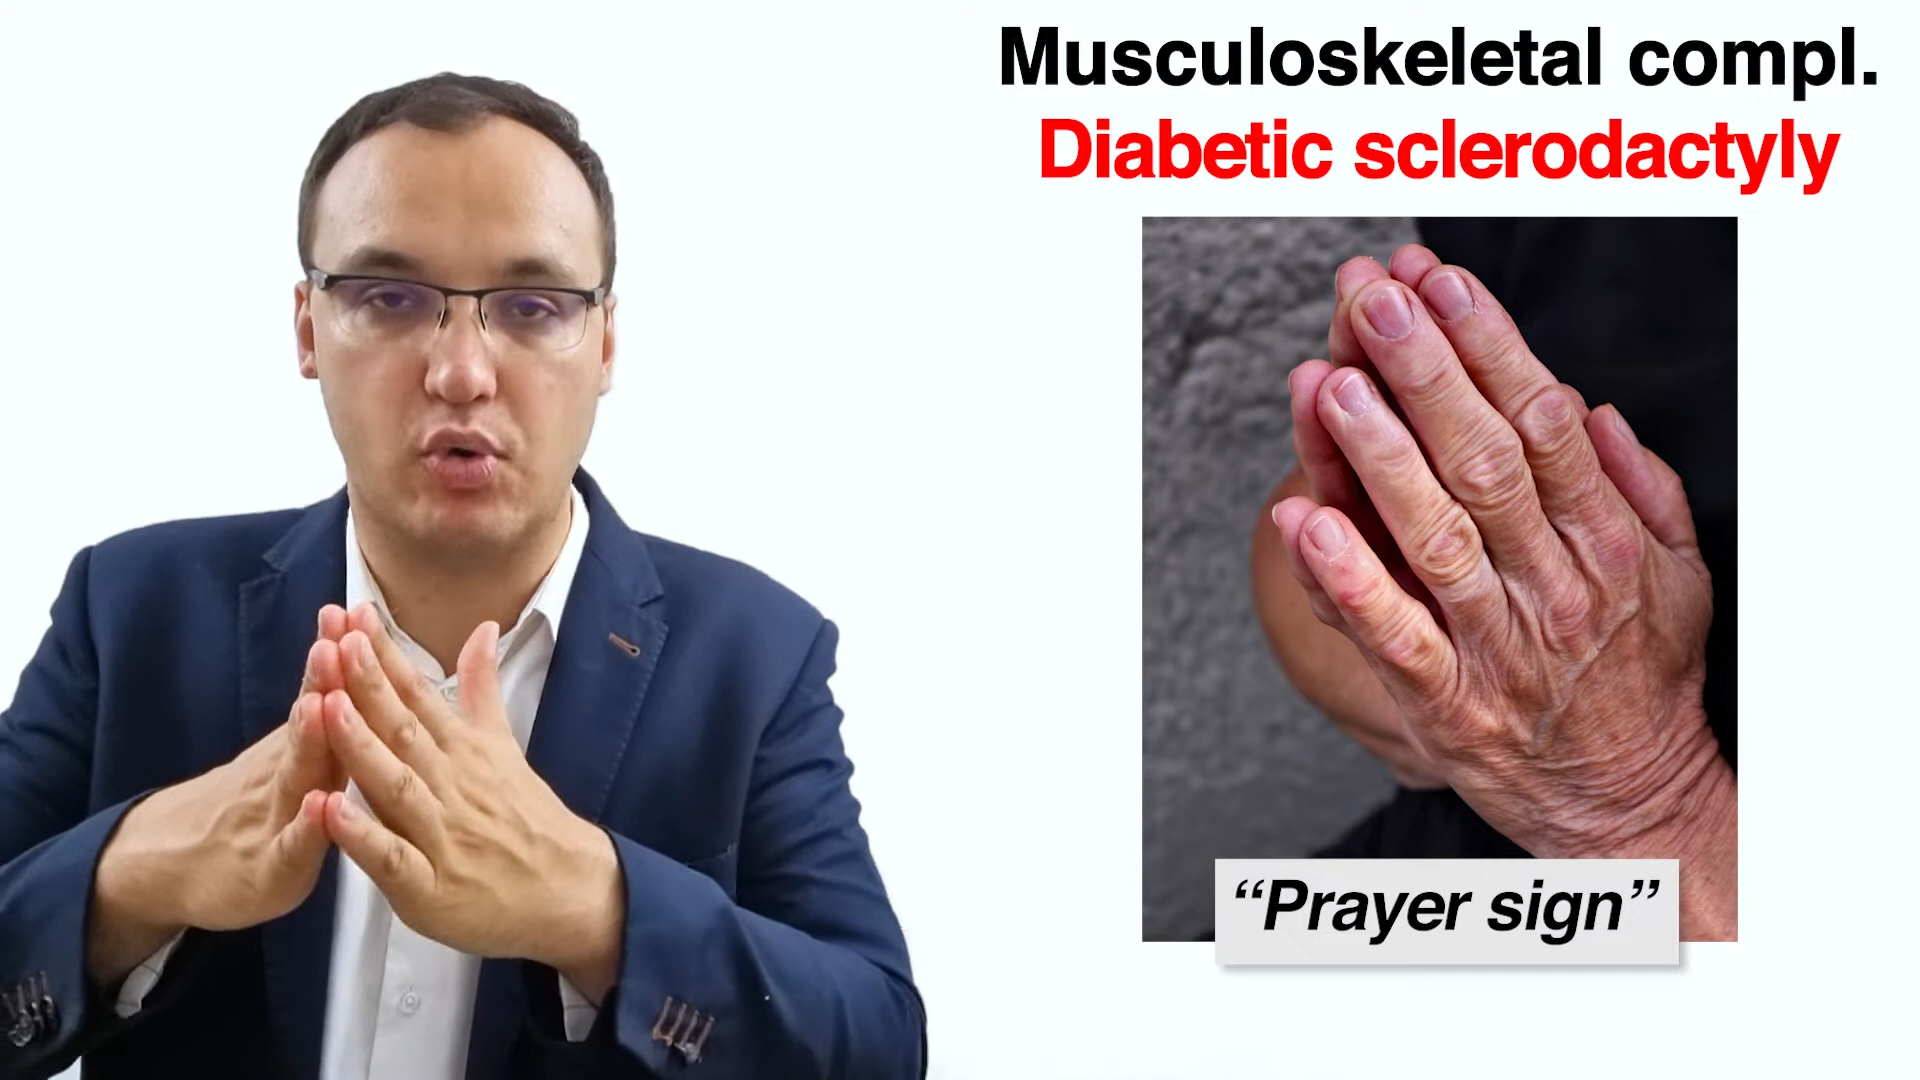 Musculoskeletal compl.
Diabetic sclerodactyly
“Prayer sign”